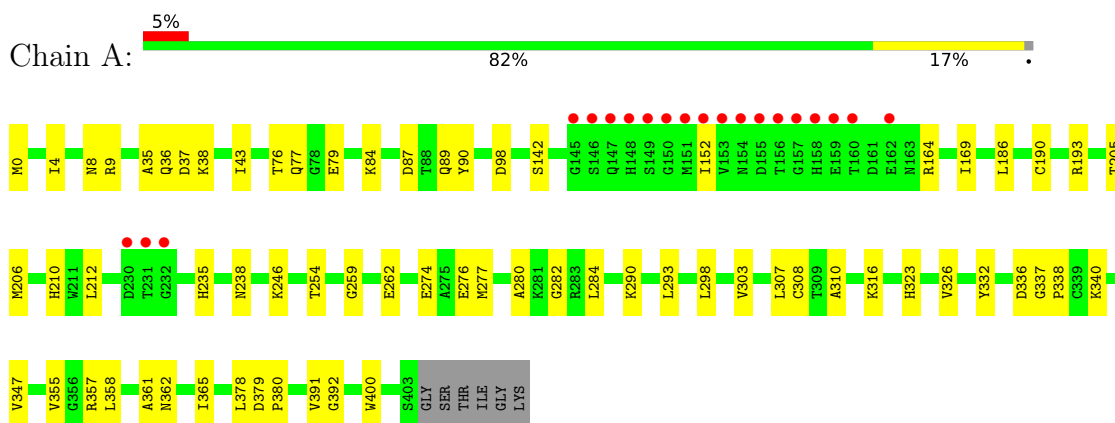 5%
Chain A:
82% 17% •
M0 I4 N8 R9 A35 Q36 D37 K38 I43 T76 Q77 G78 E79 K84 D87 T88 Q89 Y90 D98 S142 G145 S146 Q147 H148 S149 G150 M151 I152 V153 N154 D155 T156 G157 H158 E159 T160 D161 E162 N163 R164 I169 L186 C190 R193 T205
M206 H210 W211 L212 D230 T231 G232 H235 N238 K246 T254 G259 E262 E274 A275 E276 M277 A280 K281 G282 R283 L284 K290 L293 L298 V303 L307 C308 T309 A310 K316 H323 V326 Y332 D336 G337 P338 C339 K340
V347 V355 G356 R357 L358 A361 N362 I365 L378 D379 P380 V391 G392 W400 S403 GLY SER THR ILE GLY LYS